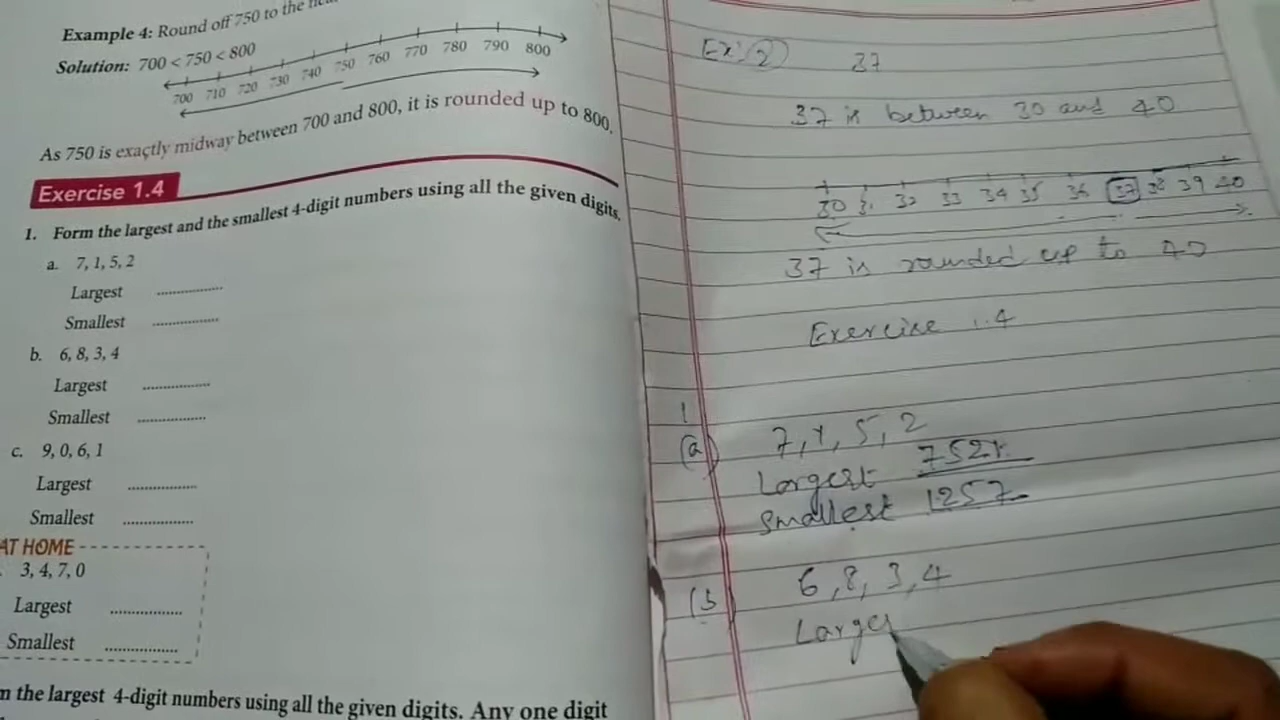 Example 4: Round off 750 to the
Solution: 700 < 750 < 800
700 710 720 730 740 750 760 770 780 790 800
As 750 is exactly midway between 700 and 800, it is rounded up to 800.
Exercise 1.4
1. Form the largest and the smallest 4-digit numbers using all the given digits.
a. 7, 1, 5, 2
Largest ..................
Smallest ..................
b. 6, 8, 3, 4
Largest ..................
Smallest ..................
c. 9, 0, 6, 1
Largest ..................
Smallest ..................
AT HOME
3, 4, 7, 0
Largest ..................
Smallest ..................
the largest 4-digit numbers using all the given digits. Any one digit
Ex: 2 37
37 is between 30 and 40
30 31 32 33 34 35 36 37 38 39 40
37 is rounded up to 40
Exercise 1.4
1
(a) 7, 1, 5, 2
Largest 7521
Smallest 1257
(b 6, 8, 3, 4
Larges